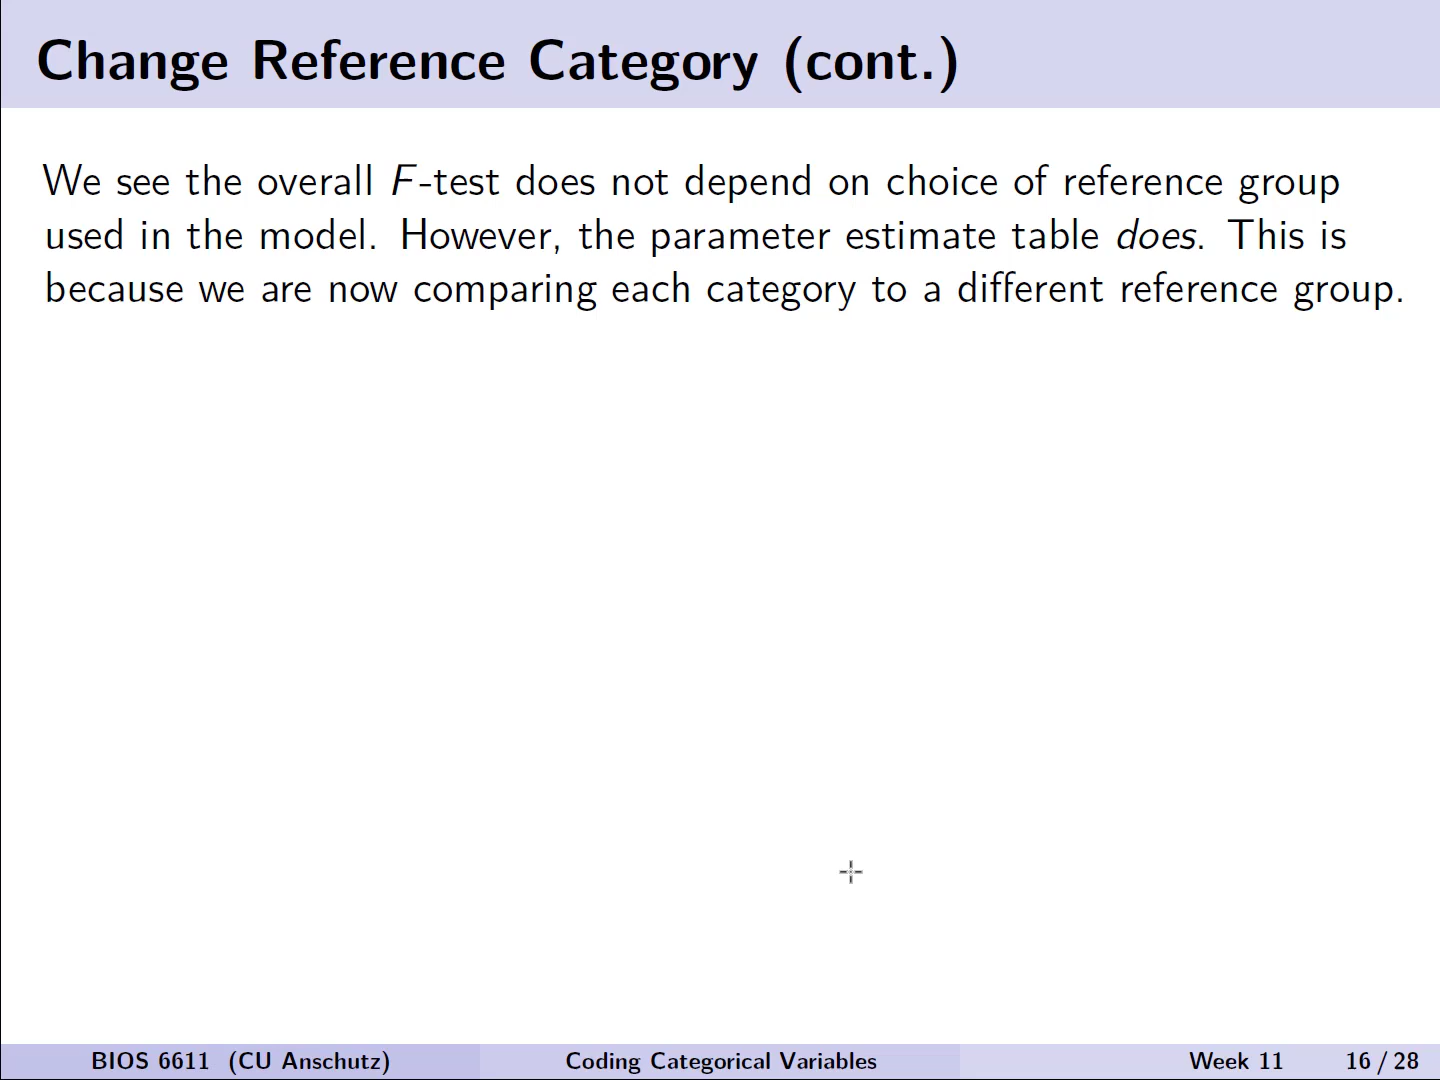 Change Reference Category (cont.)
We see the overall F-test does not depend on choice of reference group
used in the model. However, the parameter estimate table does. This is
because we are now comparing each category to a different reference group.
BIOS 6611 (CU Anschutz) Coding Categorical Variables Week 11 16 / 28